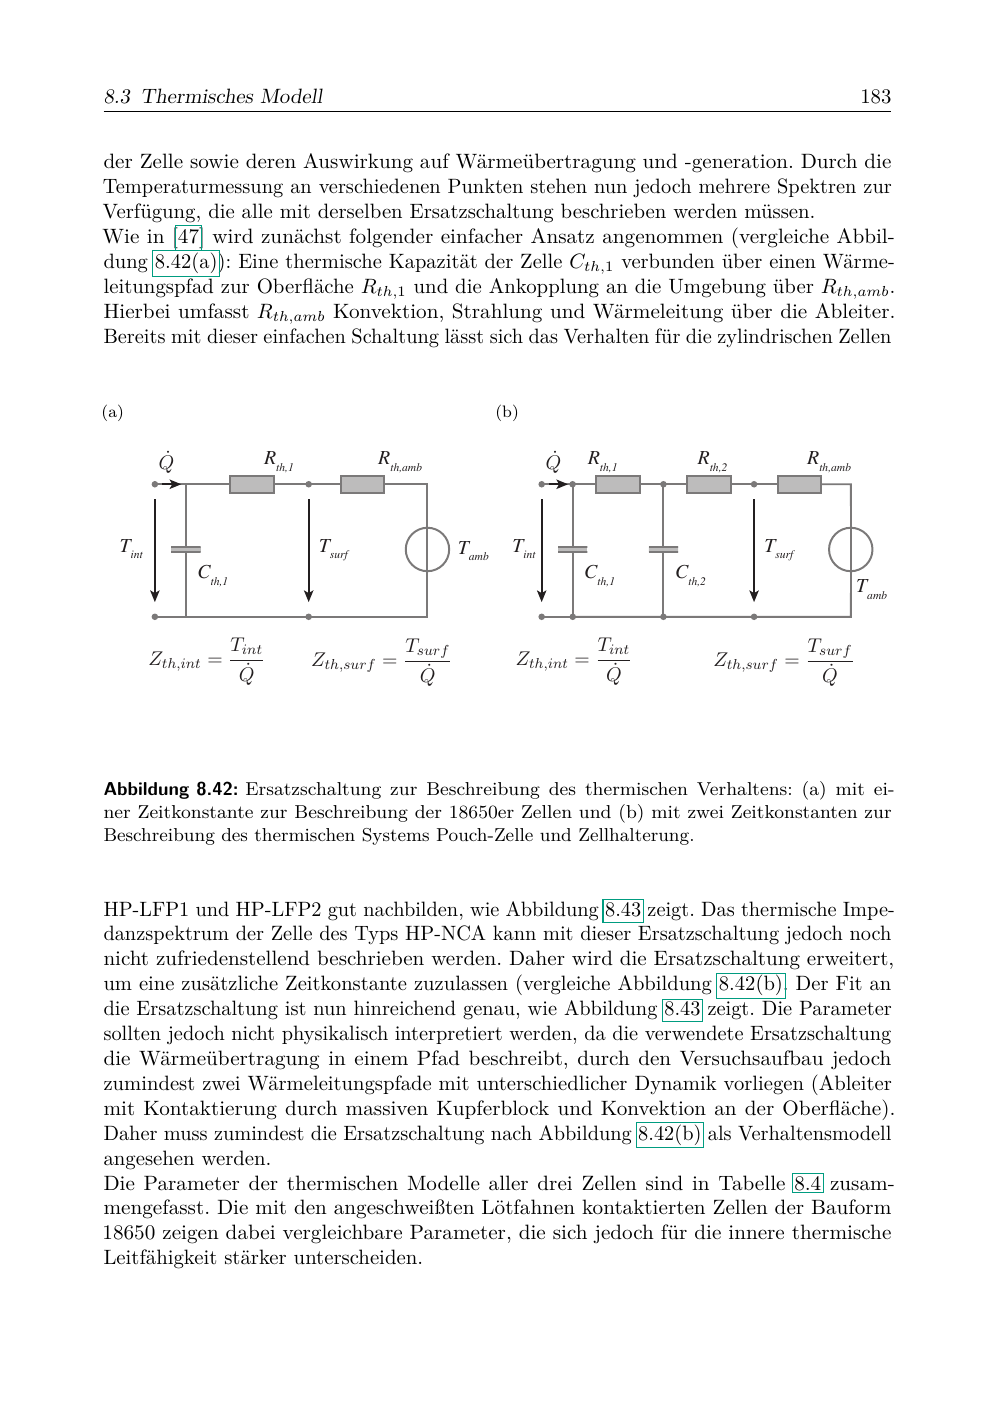 8.3 Thermisches Modell 183
der Zelle sowie deren Auswirkung auf Wärmeübertragung und -generation. Durch die
Temperaturmessung an verschiedenen Punkten stehen nun jedoch mehrere Spektren zur
Verfügung, die alle mit derselben Ersatzschaltung beschrieben werden müssen.
Wie in [47] wird zunächst folgender einfacher Ansatz angenommen (vergleiche Abbil-
dung 8.42(a)): Eine thermische Kapazität der Zelle C_{th,1} verbunden über einen Wärme-
leitungspfad zur Oberfläche R_{th,1} und die Ankopplung an die Umgebung über R_{th,amb}.
Hierbei umfasst R_{th,amb} Konvektion, Strahlung und Wärmeleitung über die Ableiter.
Bereits mit dieser einfachen Schaltung lässt sich das Verhalten für die zylindrischen Zellen
(a)
Q̇ R_{th,1} R_{th,amb}
T_{int} T_{surf} T_{amb}
C_{th,1}
Z_{th,int} = T_{int}/Q̇ Z_{th,surf} = T_{surf}/Q̇
(b)
Q̇ R_{th,1} R_{th,2} R_{th,amb}
T_{int} T_{surf}
C_{th,1} C_{th,2} T_{amb}
Z_{th,int} = T_{int}/Q̇ Z_{th,surf} = T_{surf}/Q̇
Abbildung 8.42: Ersatzschaltung zur Beschreibung des thermischen Verhaltens: (a) mit ei-
ner Zeitkonstante zur Beschreibung der 18650er Zellen und (b) mit zwei Zeitkonstanten zur
Beschreibung des thermischen Systems Pouch-Zelle und Zellhalterung.
HP-LFP1 und HP-LFP2 gut nachbilden, wie Abbildung 8.43 zeigt. Das thermische Impe-
danzspektrum der Zelle des Typs HP-NCA kann mit dieser Ersatzschaltung jedoch noch
nicht zufriedenstellend beschrieben werden. Daher wird die Ersatzschaltung erweitert,
um eine zusätzliche Zeitkonstante zuzulassen (vergleiche Abbildung 8.42(b). Der Fit an
die Ersatzschaltung ist nun hinreichend genau, wie Abbildung 8.43 zeigt. Die Parameter
sollten jedoch nicht physikalisch interpretiert werden, da die verwendete Ersatzschaltung
die Wärmeübertragung in einem Pfad beschreibt, durch den Versuchsaufbau jedoch
zumindest zwei Wärmeleitungspfade mit unterschiedlicher Dynamik vorliegen (Ableiter
mit Kontaktierung durch massiven Kupferblock und Konvektion an der Oberfläche).
Daher muss zumindest die Ersatzschaltung nach Abbildung 8.42(b) als Verhaltensmodell
angesehen werden.
Die Parameter der thermischen Modelle aller drei Zellen sind in Tabelle 8.4 zusam-
mengefasst. Die mit den angeschweißten Lötfahnen kontaktierten Zellen der Bauform
18650 zeigen dabei vergleichbare Parameter, die sich jedoch für die innere thermische
Leitfähigkeit stärker unterscheiden.